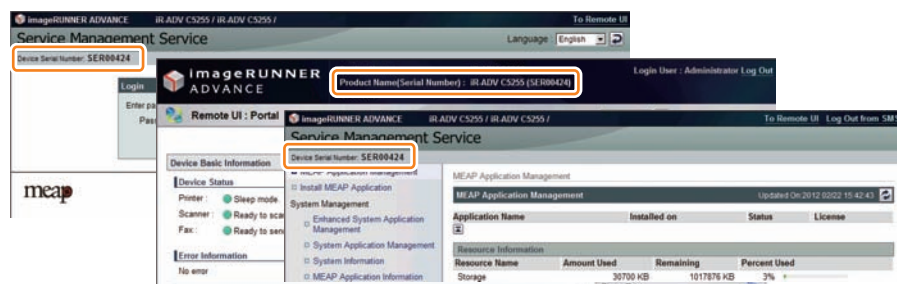 imageRUNNER ADVANCE iR-ADV C5255 / iR-ADV C5255 / To Remote UI
Service Management Service Language : English
Device Serial Number: SER00424
Login
Enter pa
Pas
meap
imageRUNNER ADVANCE Product Name(Serial Number) : iR-ADV C5255 (SER00424) Login User : Administrator Log Out
Remote UI : Portal
Device Basic Information
Device Status
Printer : Sleep mode
Scanner : Ready to sca
Fax : Ready to sen
Error Information
No error
imageRUNNER ADVANCE iR-ADV C5255 / iR-ADV C5255 / To Remote UI Log Out from SMS
Service Management Service
Device Serial Number: SER00424
MEAP Application Management
Install MEAP Application
System Management
Enhanced System Application
Management
System Application Management
System Information
MEAP Application Information
MEAP Application Management
MEAP Application Management Updated On:2012 02/22 15:42:43
Application Name Installed on Status License
Resource Information
Resource Name Amount Used Remaining Percent Used
Storage 30700 KB 1017876 KB 3%